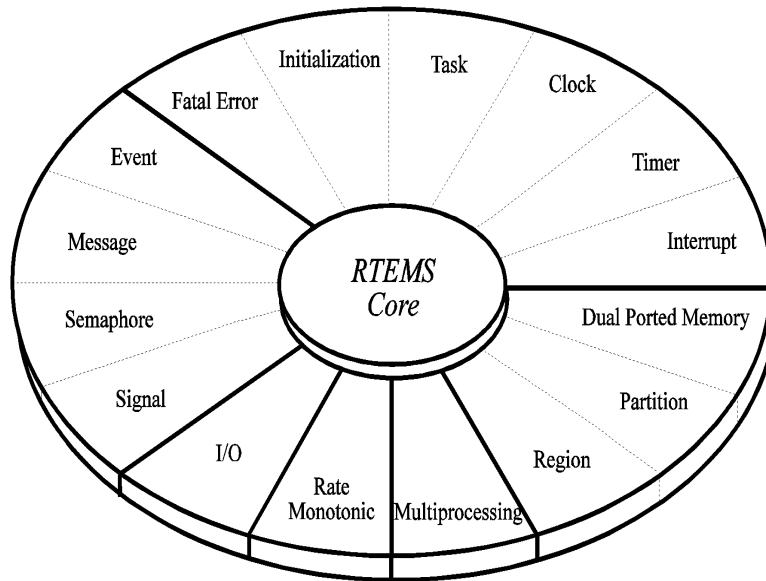 Initialization
Task
Clock
Fatal Error
Timer
Event
Interrupt
Message
RTEMS
Core
Dual Ported Memory
Semaphore
Partition
Signal
I/O
Region
Rate
Monotonic
Multiprocessing